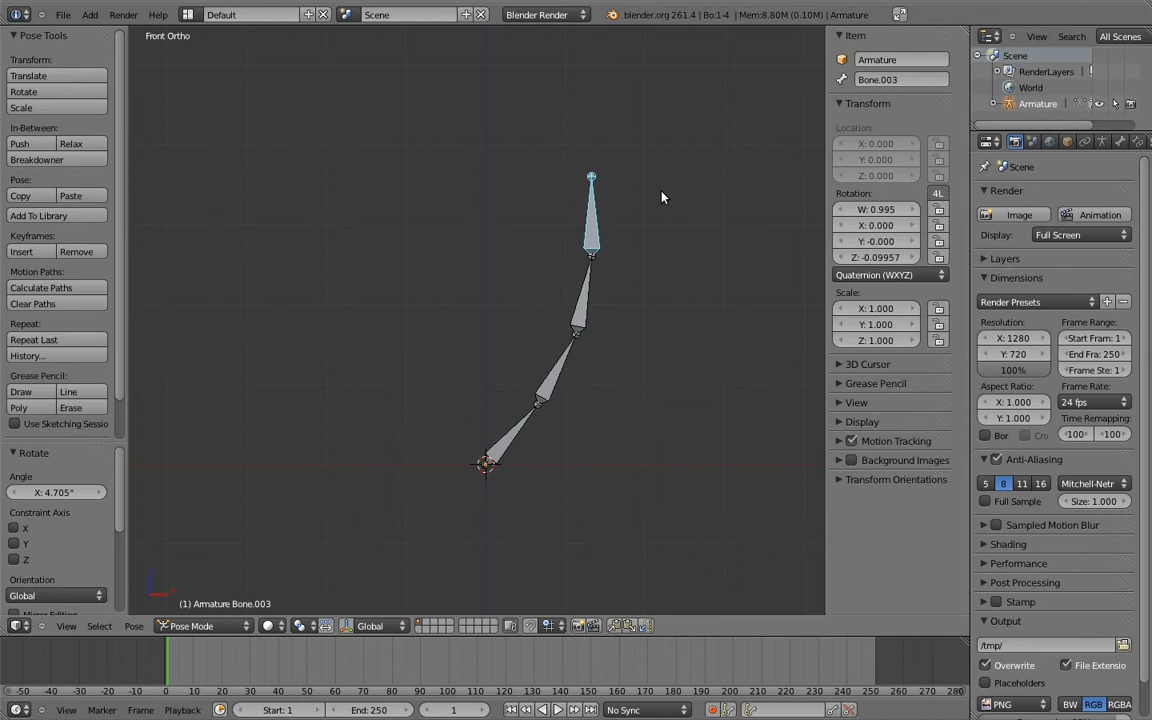 File Add Render Help Default Scene Blender Render blender.org 261.4 | Bo:1-4 | Mem:8.80M (0.10M) | Armature
Pose Tools
Transform:
Translate
Rotate
Scale
In-Between:
Push Relax
Breakdowner
Pose:
Copy Paste
Add To Library
Keyframes:
Insert Remove
Motion Paths:
Calculate Paths
Clear Paths
Repeat:
Repeat Last
History...
Grease Pencil:
Draw Line
Poly Erase
Use Sketching Sessio
Rotate
Angle
X: 4.705°
Constraint Axis
X
Y
Z
Orientation
Global
Front Ortho
(1) Armature Bone.003
Item
Armature
Bone.003
Transform
Location:
X: 0.000
Y: 0.000
Z: 0.000
Rotation:
4L
W: 0.995
X: 0.000
Y: -0.000
Z: -0.09957
Quaternion (WXYZ)
Scale:
X: 1.000
Y: 1.000
Z: 1.000
3D Cursor
Grease Pencil
View
Display
Motion Tracking
Background Images
Transform Orientations
View Search All Scenes
Scene
RenderLayers
World
Armature
Scene
Render
Image Animation
Display: Full Screen
Layers
Dimensions
Render Presets
Resolution: Frame Range:
X: 1280 Start Fram: 1
Y: 720 End Fra: 250
100% Frame Ste: 1
Aspect Ratio: Frame Rate:
X: 1.000 24 fps
Y: 1.000 Time Remapping:
Bor Cro 100 100
Anti-Aliasing
5 8 11 16 Mitchell-Netr
Full Sample Size: 1.000
Sampled Motion Blur
Shading
Performance
Post Processing
Stamp
Output
/tmp/
Overwrite File Extensio
Placeholders
PNG BW RGB RGBA
View Select Pose Pose Mode Global
-50 -40 -30 -20 -10 0 10 20 30 40 50 60 70 80 90 100 110 120 130 140 150 160 170 180 190 200 210 220 230 240 250 260 270 280
View Marker Frame Playback Start: 1 End: 250 1 No Sync